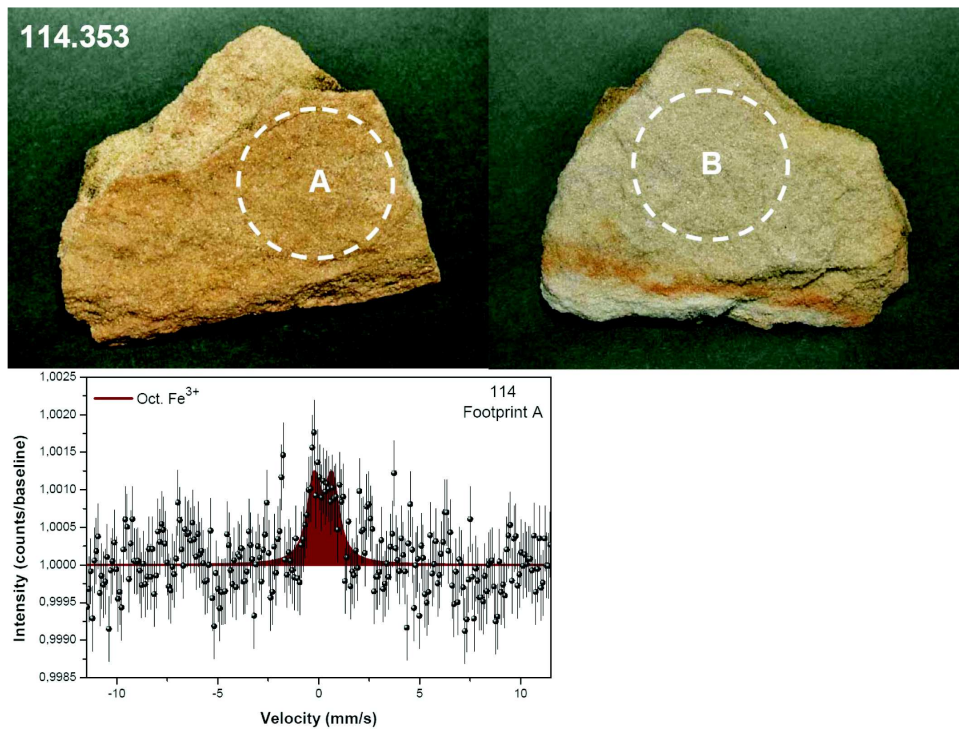 114.353
A
B
Oct. Fe³⁺
114
Footprint A
Intensity (counts/baseline)
1,0025
1,0020
1,0015
1,0010
1,0005
1,0000
0,9995
0,9990
0,9985
-10
-5
0
5
10
Velocity (mm/s)